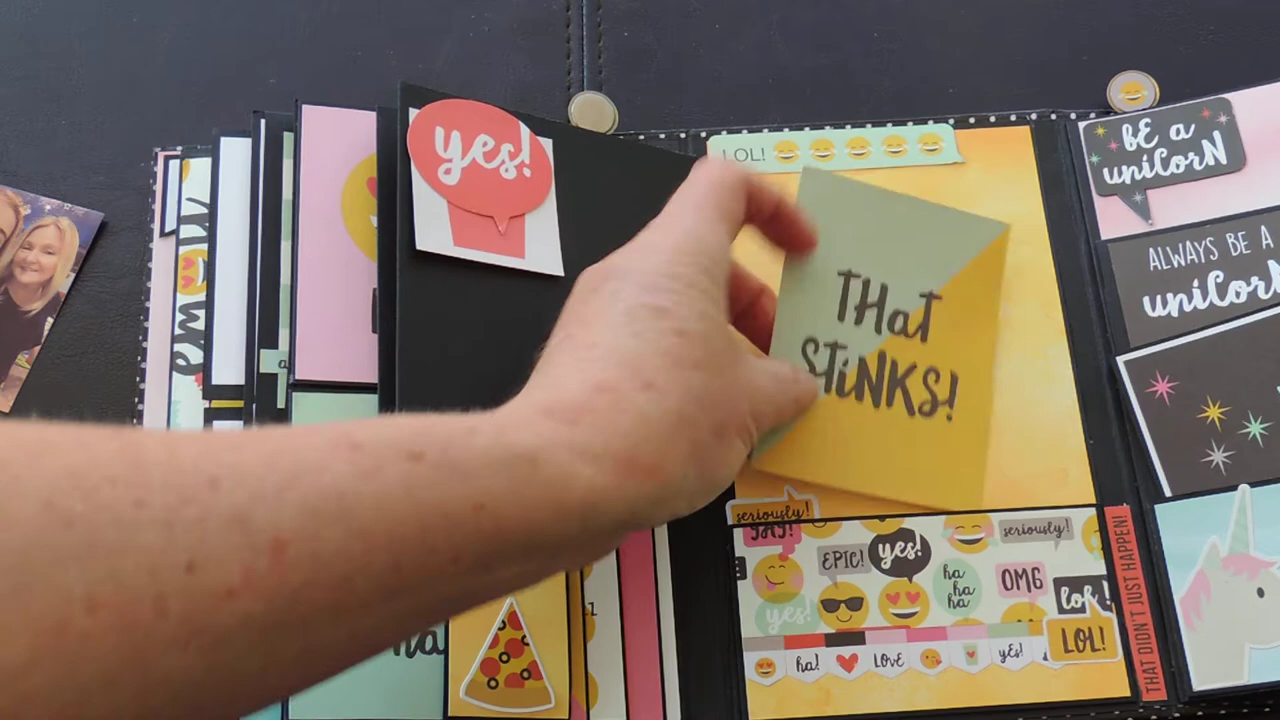 yes!
LOL!
THat
STiNKS!
bE a
uniCorN
ALWAYS BE A
uniCorN
seriously!
seriously!
EPIC!
yes!
ha
ha
ha
OMG
lol!
yes!
LOL!
ha!
LOVE
yes!
THAT DIDN'T JUST HAPPEN!
ha